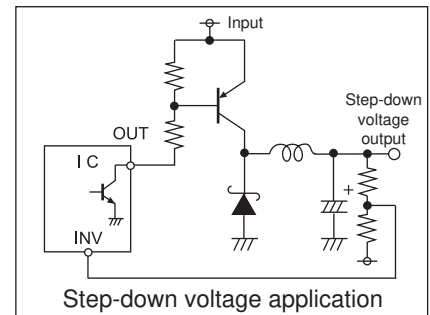 Input
Step-down
voltage
output
OUT
I C
+
INV
Step-down voltage application